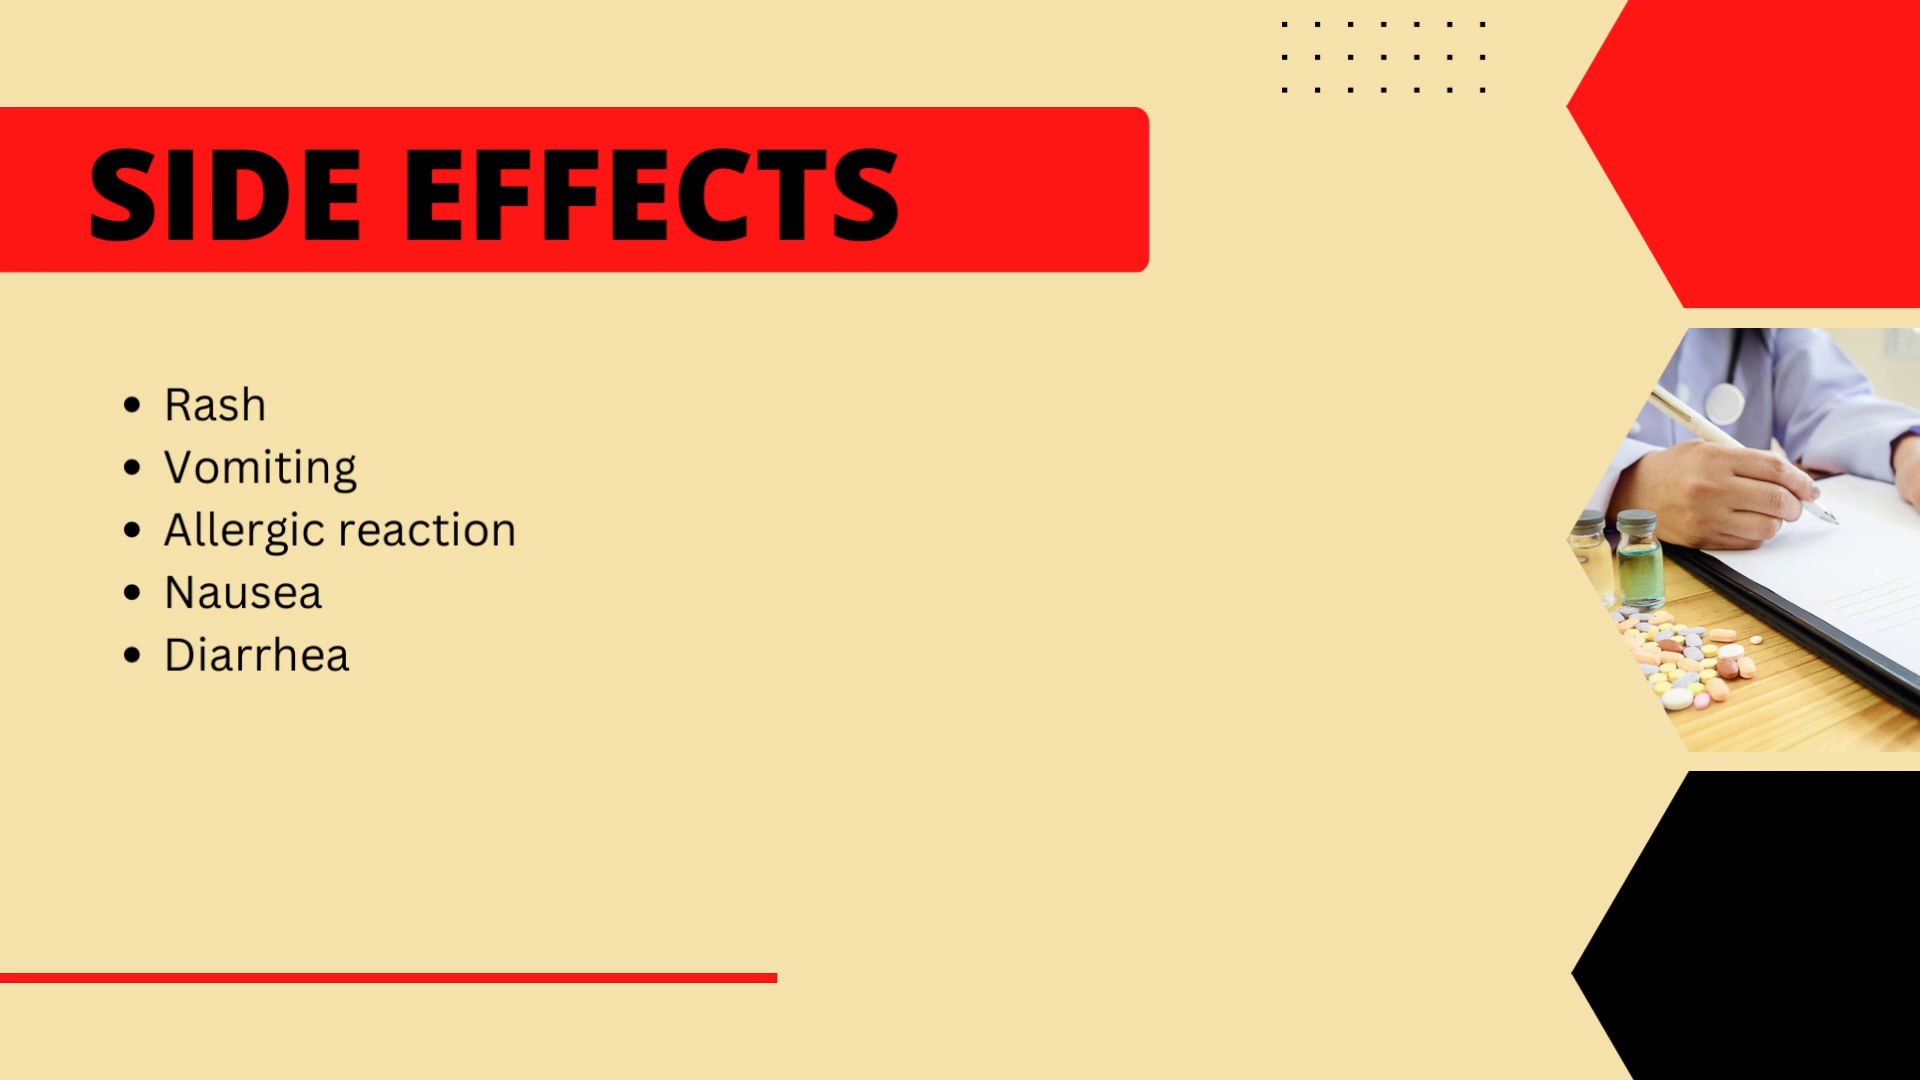 SIDE EFFECTS
• Rash
• Vomiting
• Allergic reaction
• Nausea
• Diarrhea